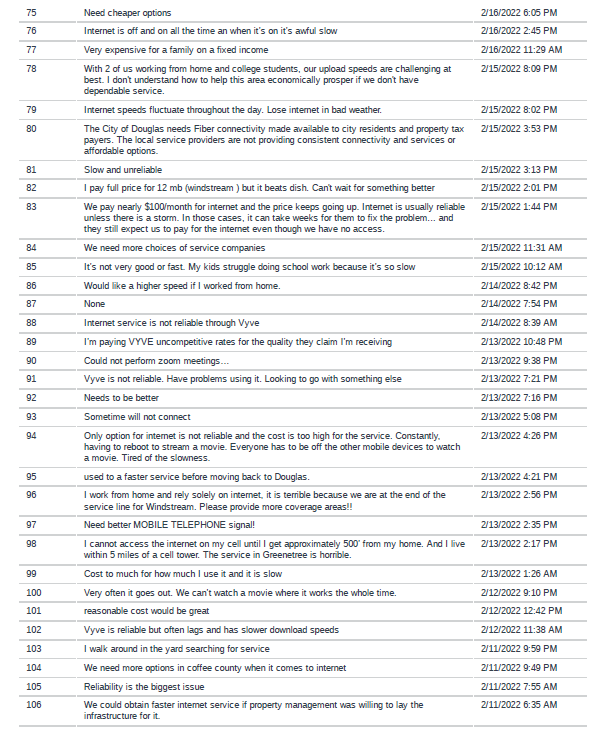 75 Need cheaper options 2/16/2022 6:05 PM
76 Internet is off and on all the time an when it's on it's awful slow 2/16/2022 2:45 PM
77 Very expensive for a family on a fixed income 2/16/2022 11:29 AM
78 With 2 of us working from home and college students, our upload speeds are challenging at 2/15/2022 8:09 PM
best. I don't understand how to help this area economically prosper if we don't have
dependable service.
79 Internet speeds fluctuate throughout the day. Lose internet in bad weather. 2/15/2022 8:02 PM
80 The City of Douglas needs Fiber connectivity made available to city residents and property tax 2/15/2022 3:53 PM
payers. The local service providers are not providing consistent connectivity and services or
affordable options.
81 Slow and unreliable 2/15/2022 3:13 PM
82 I pay full price for 12 mb (windstream ) but it beats dish. Can't wait for something better 2/15/2022 2:01 PM
83 We pay nearly $100/month for internet and the price keeps going up. Internet is usually reliable 2/15/2022 1:44 PM
unless there is a storm. In those cases, it can take weeks for them to fix the problem... and
they still expect us to pay for the internet even though we have no access.
84 We need more choices of service companies 2/15/2022 11:31 AM
85 It's not very good or fast. My kids struggle doing school work because it's so slow 2/15/2022 10:12 AM
86 Would like a higher speed if I worked from home. 2/14/2022 8:42 PM
87 None 2/14/2022 7:54 PM
88 Internet service is not reliable through Vyve 2/14/2022 8:39 AM
89 I'm paying VYVE uncompetitive rates for the quality they claim I'm receiving 2/13/2022 10:48 PM
90 Could not perform zoom meetings... 2/13/2022 9:38 PM
91 Vyve is not reliable. Have problems using it. Looking to go with something else 2/13/2022 7:21 PM
92 Needs to be better 2/13/2022 7:16 PM
93 Sometime will not connect 2/13/2022 5:08 PM
94 Only option for internet is not reliable and the cost is too high for the service. Constantly, 2/13/2022 4:26 PM
having to reboot to stream a movie. Everyone has to be off the other mobile devices to watch
a movie. Tired of the slowness.
95 used to a faster service before moving back to Douglas. 2/13/2022 4:21 PM
96 I work from home and rely solely on internet, it is terrible because we are at the end of the 2/13/2022 2:56 PM
service line for Windstream. Please provide more coverage areas!!
97 Need better MOBILE TELEPHONE signal! 2/13/2022 2:35 PM
98 I cannot access the internet on my cell until I get approximately 500' from my home. And I live 2/13/2022 2:17 PM
within 5 miles of a cell tower. The service in Greenetree is horrible.
99 Cost to much for how much I use it and it is slow 2/13/2022 1:26 AM
100 Very often it goes out. We can't watch a movie where it works the whole time. 2/12/2022 9:10 PM
101 reasonable cost would be great 2/12/2022 12:42 PM
102 Vyve is reliable but often lags and has slower download speeds 2/12/2022 11:38 AM
103 I walk around in the yard searching for service 2/11/2022 9:59 PM
104 We need more options in coffee county when it comes to internet 2/11/2022 9:49 PM
105 Reliability is the biggest issue 2/11/2022 7:55 AM
106 We could obtain faster internet service if property management was willing to lay the 2/11/2022 6:35 AM
infrastructure for it.